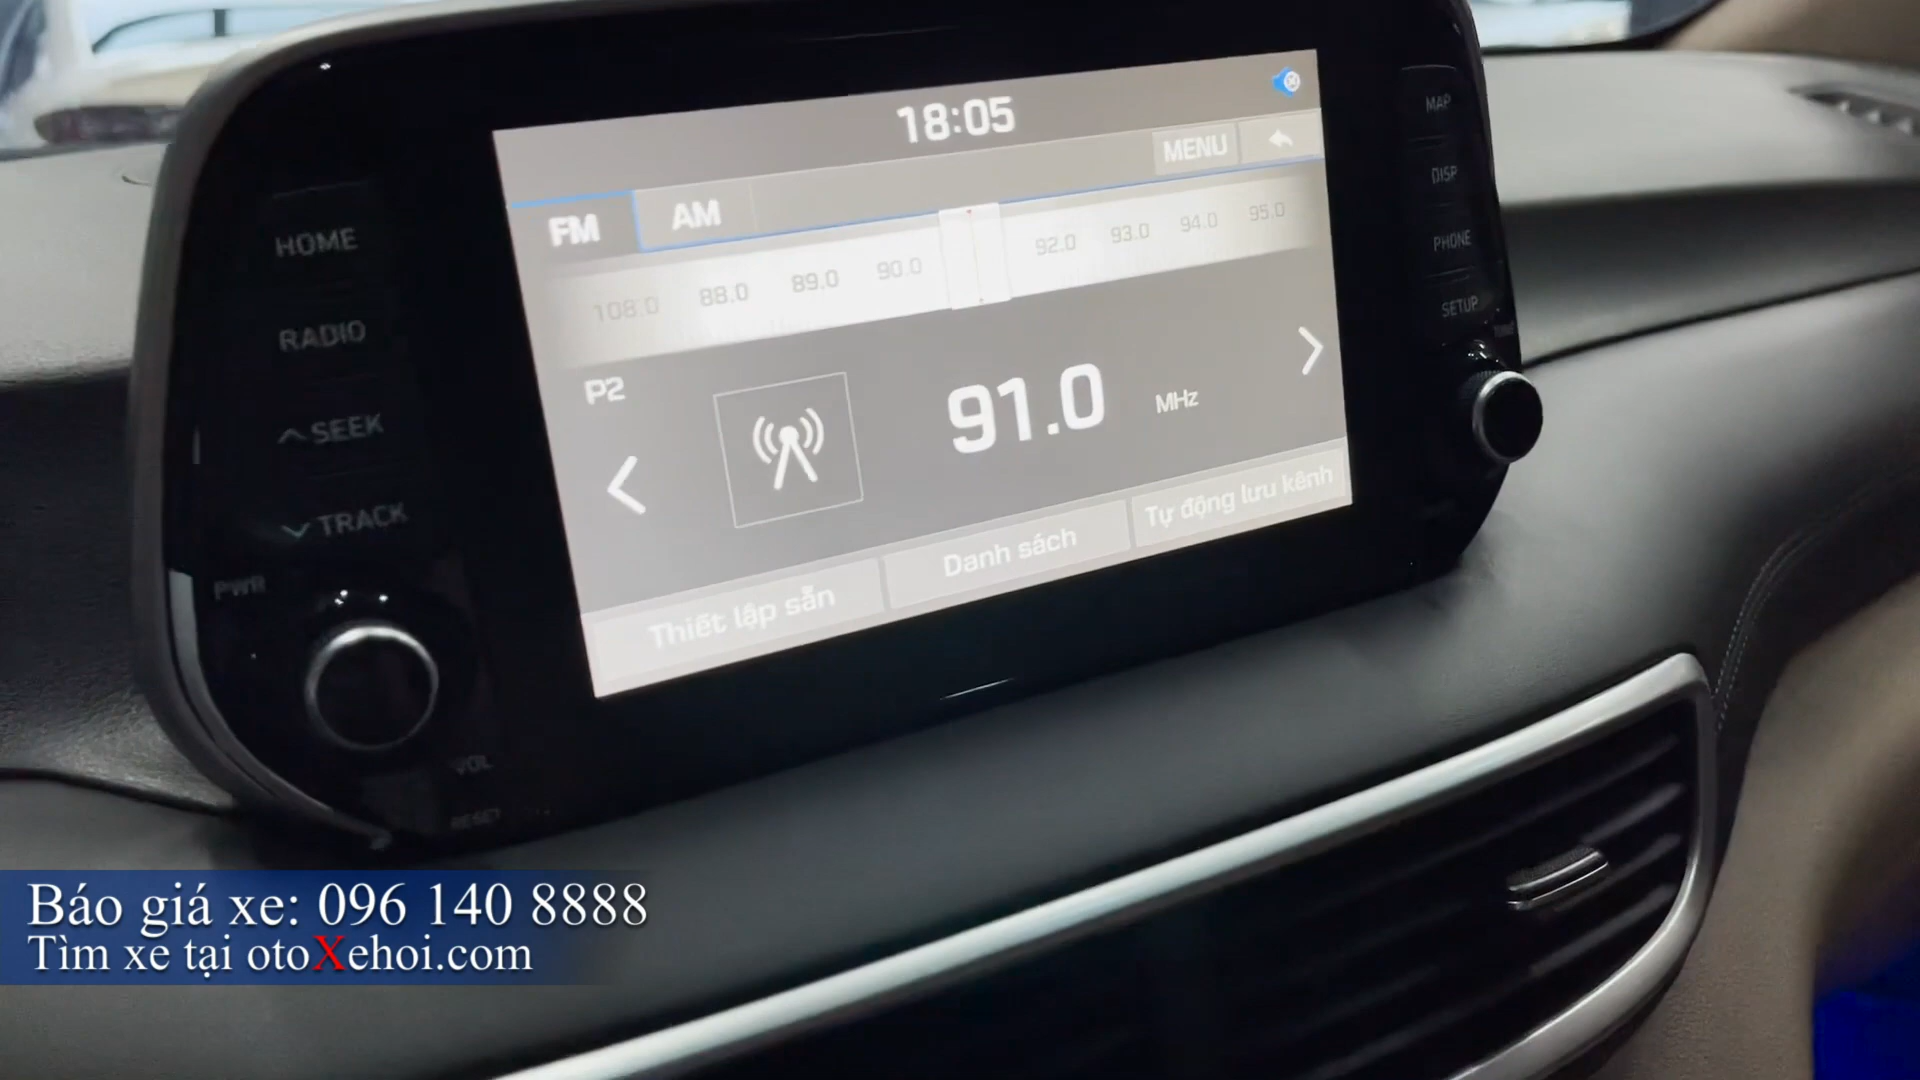 18:05
MENU
FM
AM
108.0 88.0 89.0 90.0 92.0 93.0 94.0 95.0
P2
91.0 MHz
Thiết lập sẵn
Danh sách
Tự động lưu kênh
HOME
RADIO
SEEK
TRACK
PWR
VOL
RESET
MAP
DISP
PHONE
SETUP
Báo giá xe: 096 140 8888
Tìm xe tại otoXehoi.com